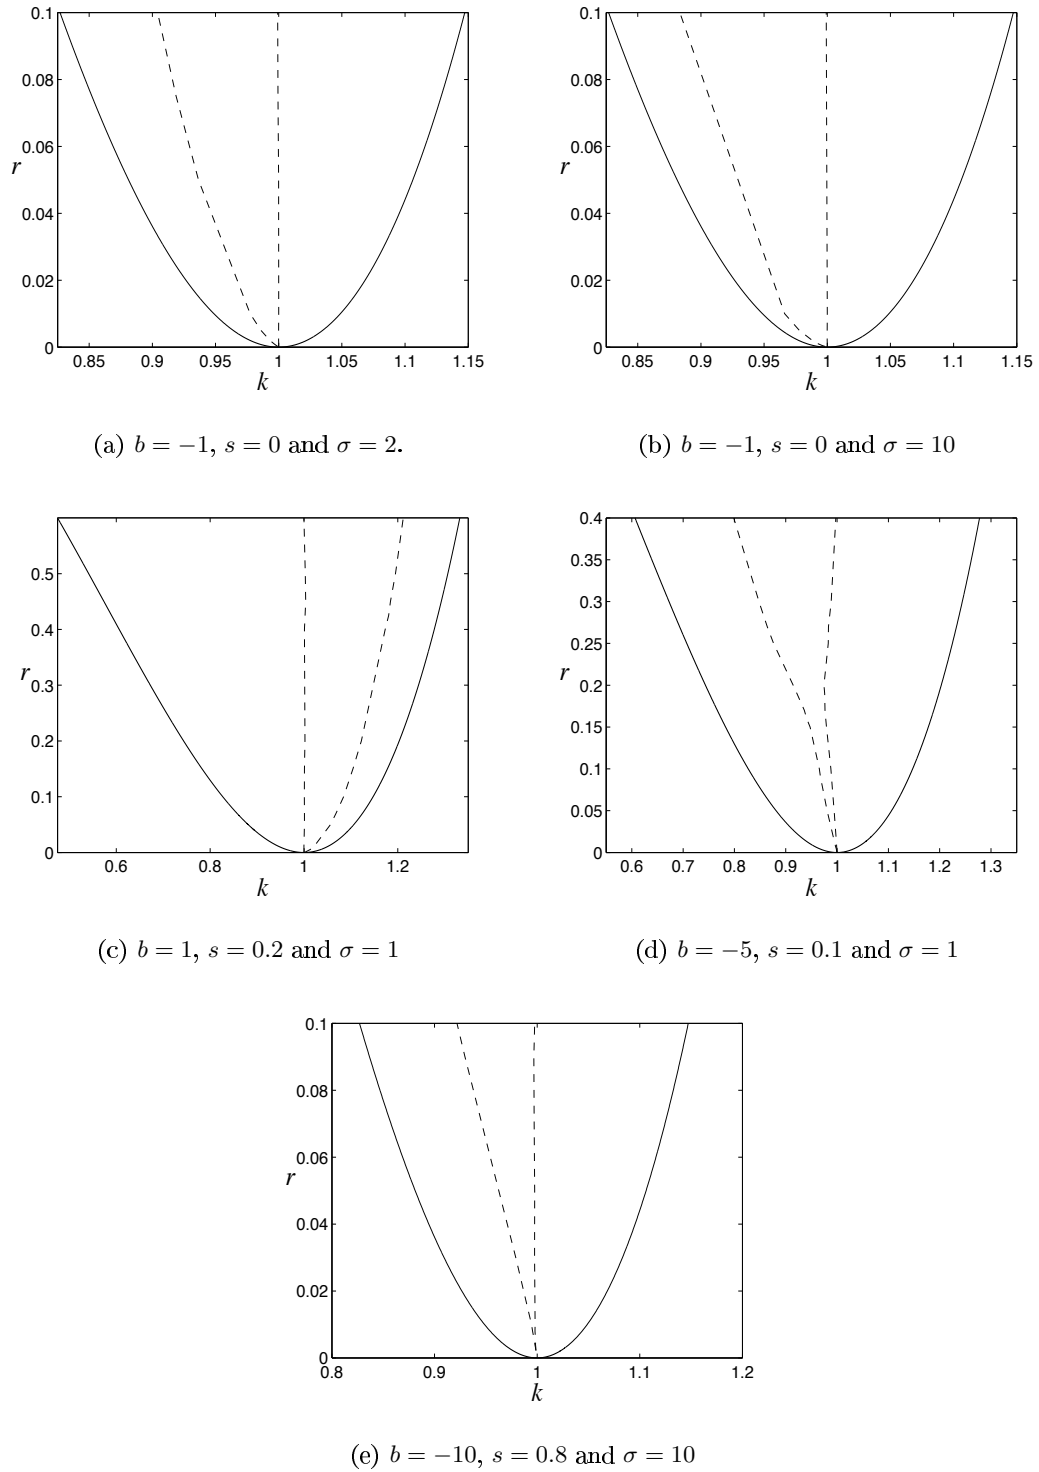 0.1
0.08
0.06
0.04
0.02
0
r
0.85 0.9 0.95 1 1.05 1.1 1.15
k
(a) b = −1, s = 0 and σ = 2.
0.1
0.08
0.06
0.04
0.02
0
r
0.85 0.9 0.95 1 1.05 1.1 1.15
k
(b) b = −1, s = 0 and σ = 10
0.5
0.4
0.3
0.2
0.1
0
r
0.6 0.8 1 1.2
k
(c) b = 1, s = 0.2 and σ = 1
0.4
0.35
0.3
0.25
0.2
0.15
0.1
0.05
0
r
0.6 0.7 0.8 0.9 1 1.1 1.2 1.3
k
(d) b = −5, s = 0.1 and σ = 1
0.1
0.08
0.06
0.04
0.02
0
r
0.8 0.9 1 1.1 1.2
k
(e) b = −10, s = 0.8 and σ = 10